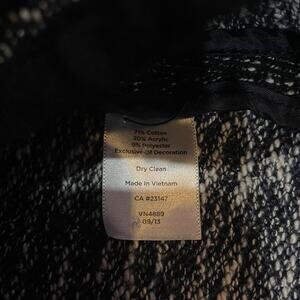 71% Cotton
20% Acrylic
9% Polyester
Exclusive Of Decoration
Dry Clean
Made In Vietnam
CA #23147
VN4889
09/13